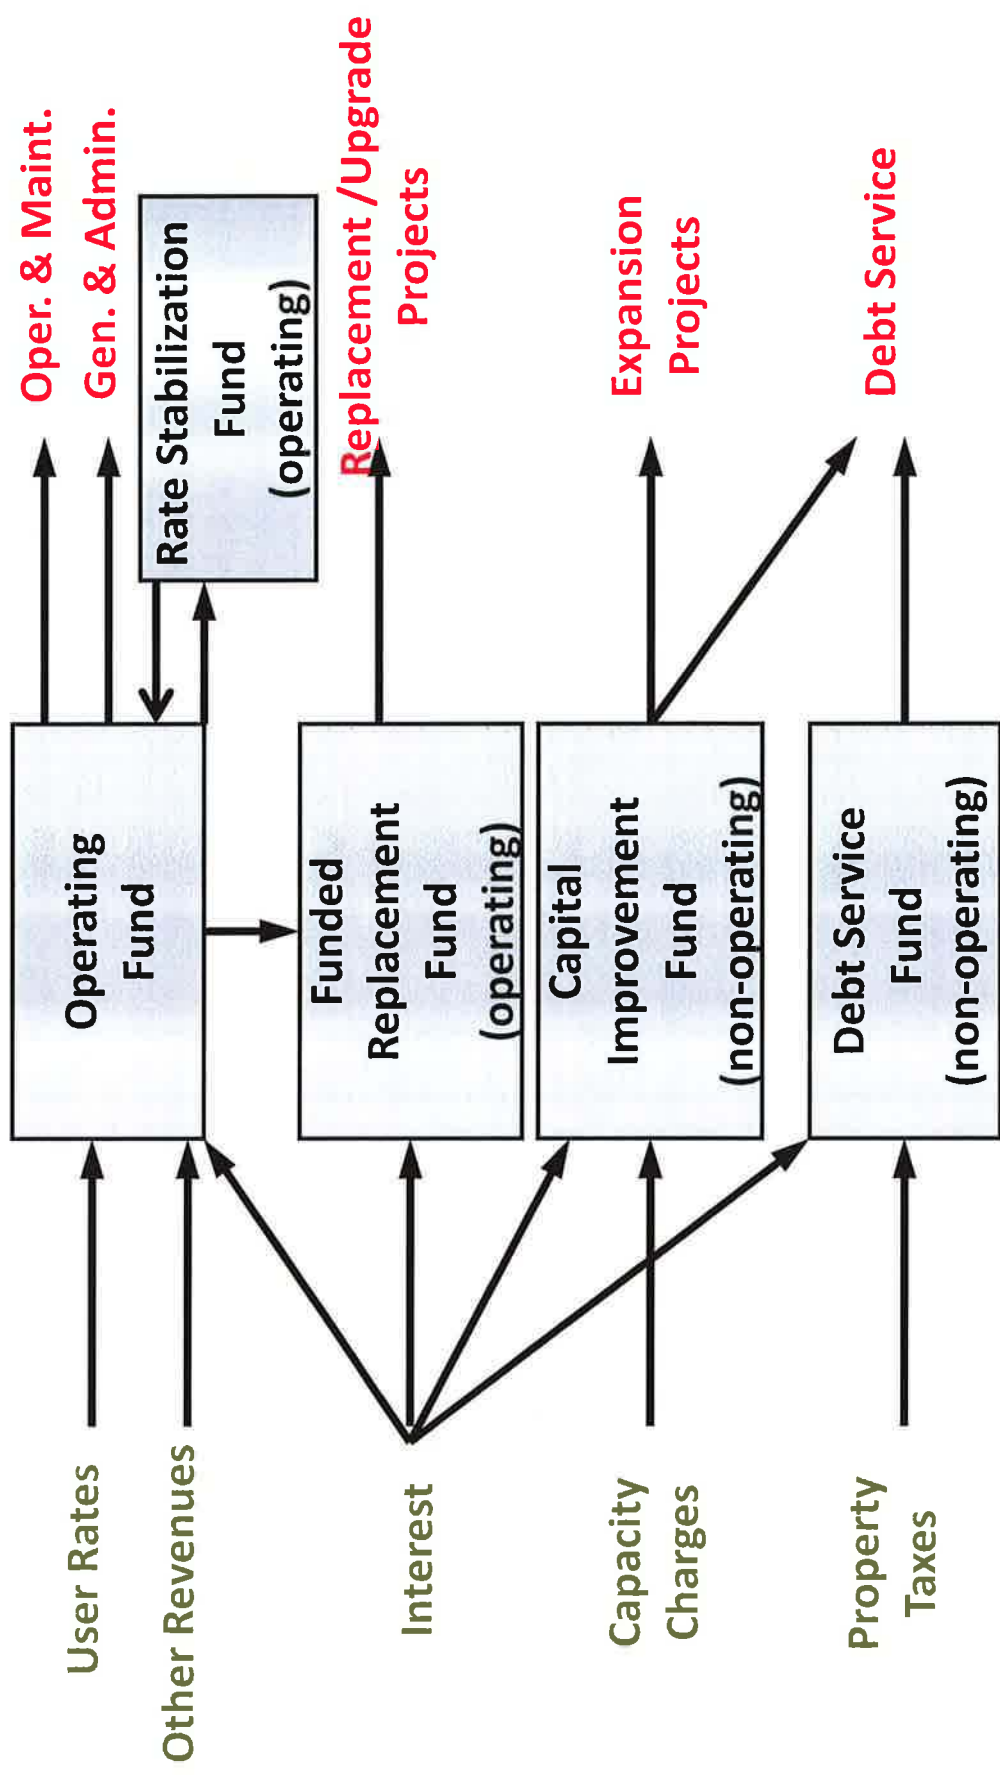 User Rates
Other Revenues
Interest
Capacity
Charges
Property
Taxes
Operating
Fund
Funded
Replacement
Fund
(operating)
Capital
Improvement
Fund
(non-operating)
Debt Service
Fund
(non-operating)
Oper. & Maint.
Gen. & Admin.
Rate Stabilization
Fund
(operating)
Replacement /Upgrade
Projects
Expansion
Projects
Debt Service